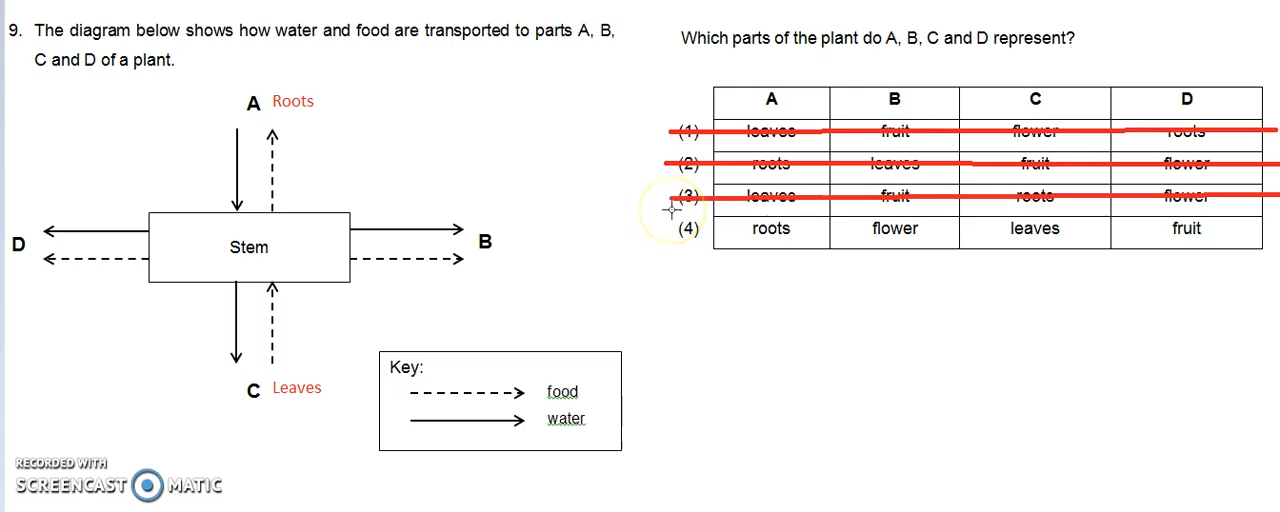 9. The diagram below shows how water and food are transported to parts A, B,
C and D of a plant.
A Roots
D
Stem
B
C Leaves
Key:
food
water
RECORDED WITH
SCREENCAST MATIC
Which parts of the plant do A, B, C and D represent?
A B C D
(1) leaves fruit flower roots
(2) roots leaves fruit flower
(3) leaves fruit roots flower
(4) roots flower leaves fruit